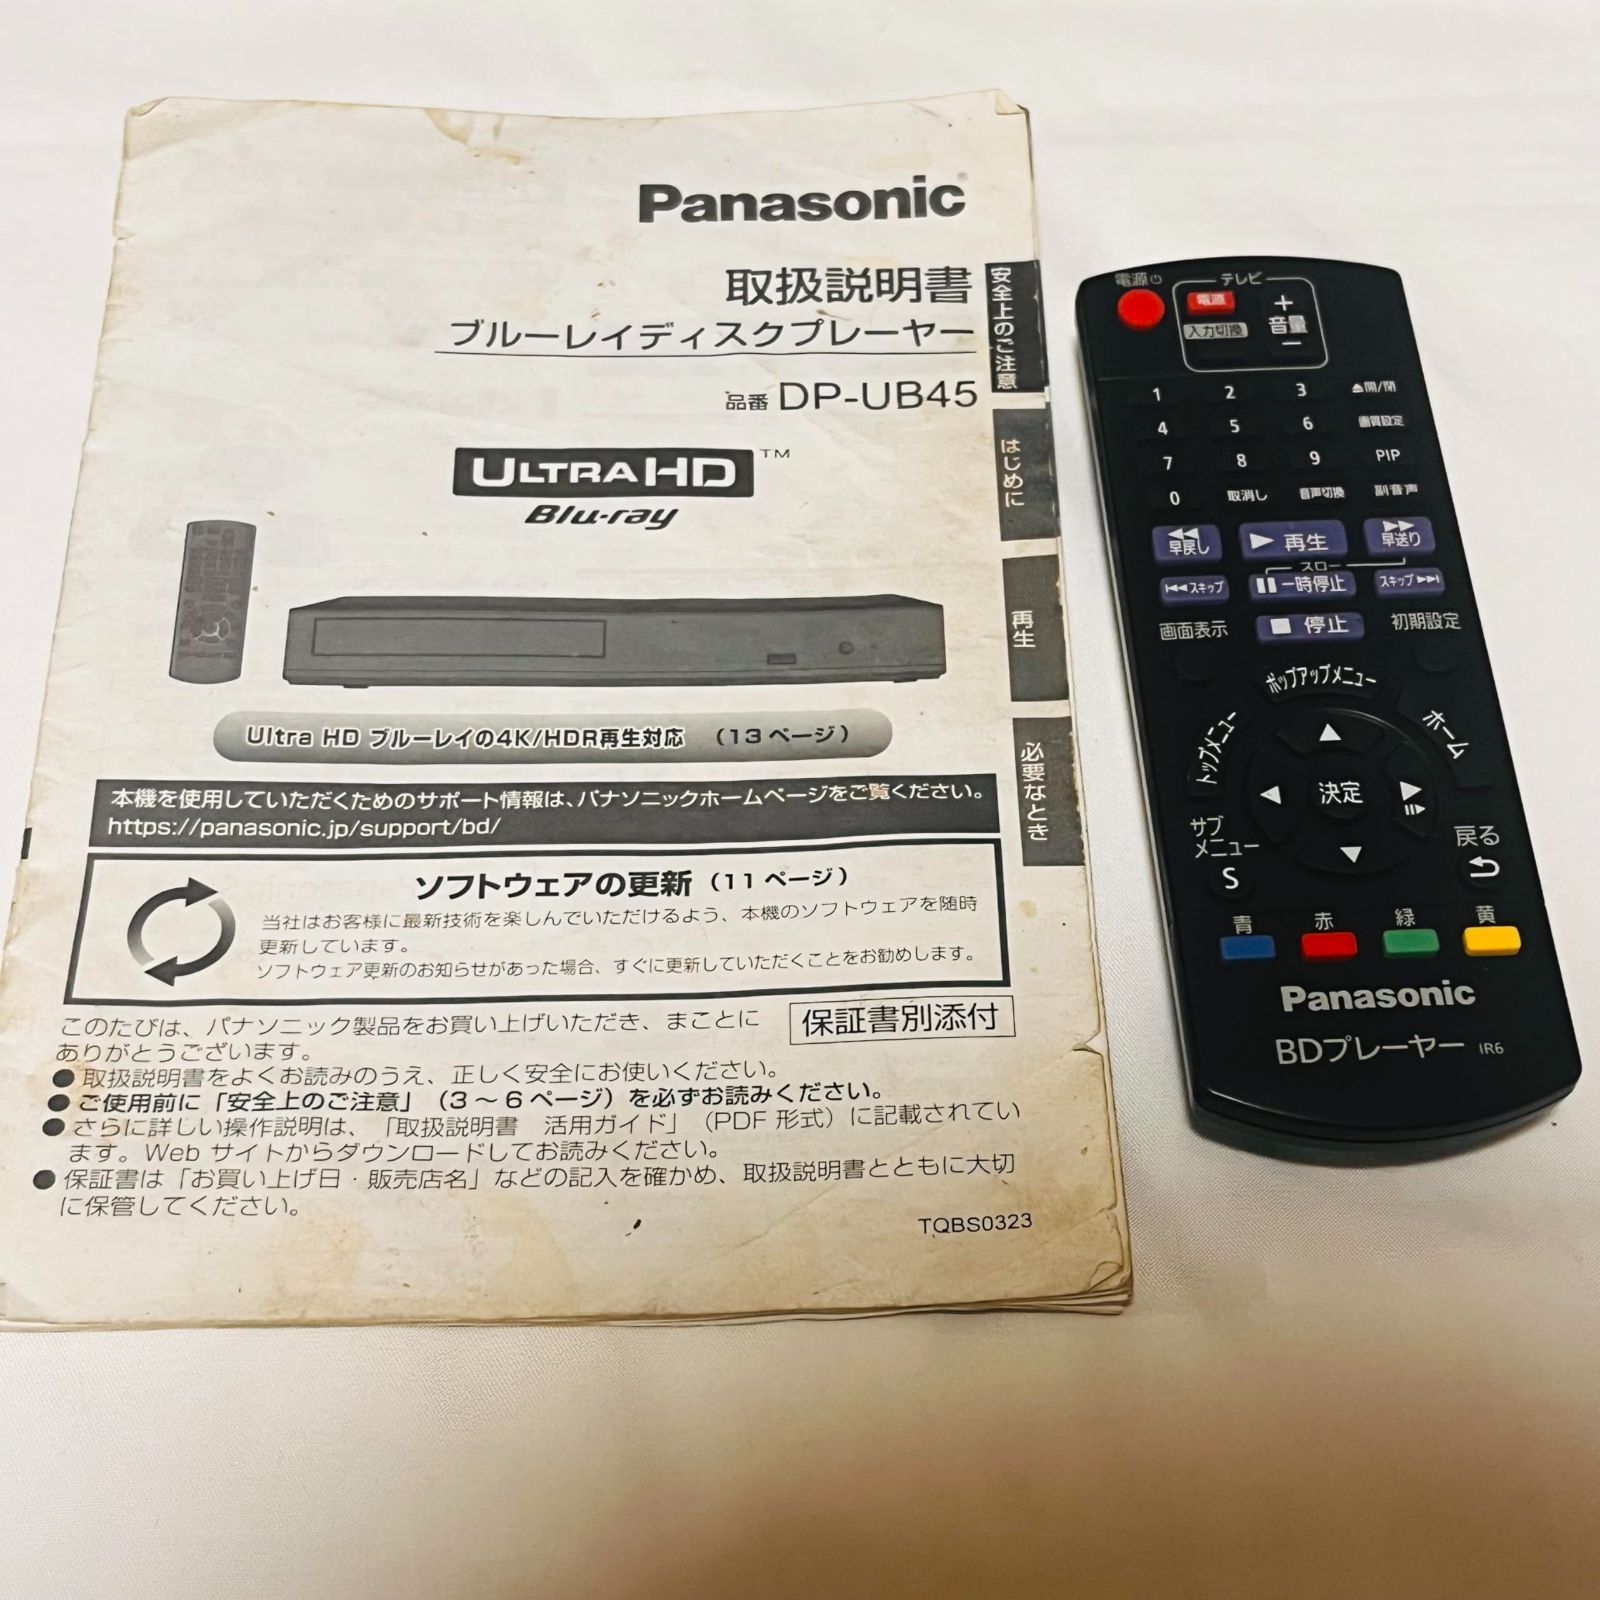 Panasonic®
取扱説明書
ブルーレイディスクプレーヤー
品番 DP-UB45
ULTRA HD™
Blu-ray
Ultra HD ブルーレイの4K/HDR再生対応 （13 ページ）
本機を使用していただくためのサポート情報は、パナソニックホームページをご覧ください。
https://panasonic.jp/support/bd/
ソフトウェアの更新（11 ページ）
当社はお客様に最新技術を楽しんでいただけるよう、本機のソフトウェアを随時
更新しています。
ソフトウェア更新のお知らせがあった場合、すぐに更新していただくことをお勧めします。
このたびは、パナソニック製品をお買い上げいただき、まことに
ありがとうございます。
保証書別添付
●取扱説明書をよくお読みのうえ、正しく安全にお使いください。
●ご使用前に「安全上のご注意」（3～6ページ）を必ずお読みください。
●さらに詳しい操作説明は、「取扱説明書 活用ガイド」（PDF 形式）に記載されてい
ます。Web サイトからダウンロードしてお読みください。
●保証書は「お買い上げ日・販売店名」などの記入を確かめ、取扱説明書とともに大切
に保管してください。
TQBS0323
安全上のご注意
はじめに
再生
必要なとき
電源 テレビ
電源 +
入力切換 音量
−
1 2 3 ⏏開/閉
4 5 6 画質設定
7 8 9 PIP
0 取消し 音声切換 副音声
◀◀ ▶ 再生 ▶▶
早戻し 早送り
スロー
⏮スキップ ⏸一時停止 スキップ⏭
画面表示 ■ 停止 初期設定
ポップアップメニュー
トップメニュー ホーム
▲
◀ 決定 ▶
▼
サブ
メニュー 戻る
S
青 赤 緑 黄
Panasonic
BDプレーヤー IR6